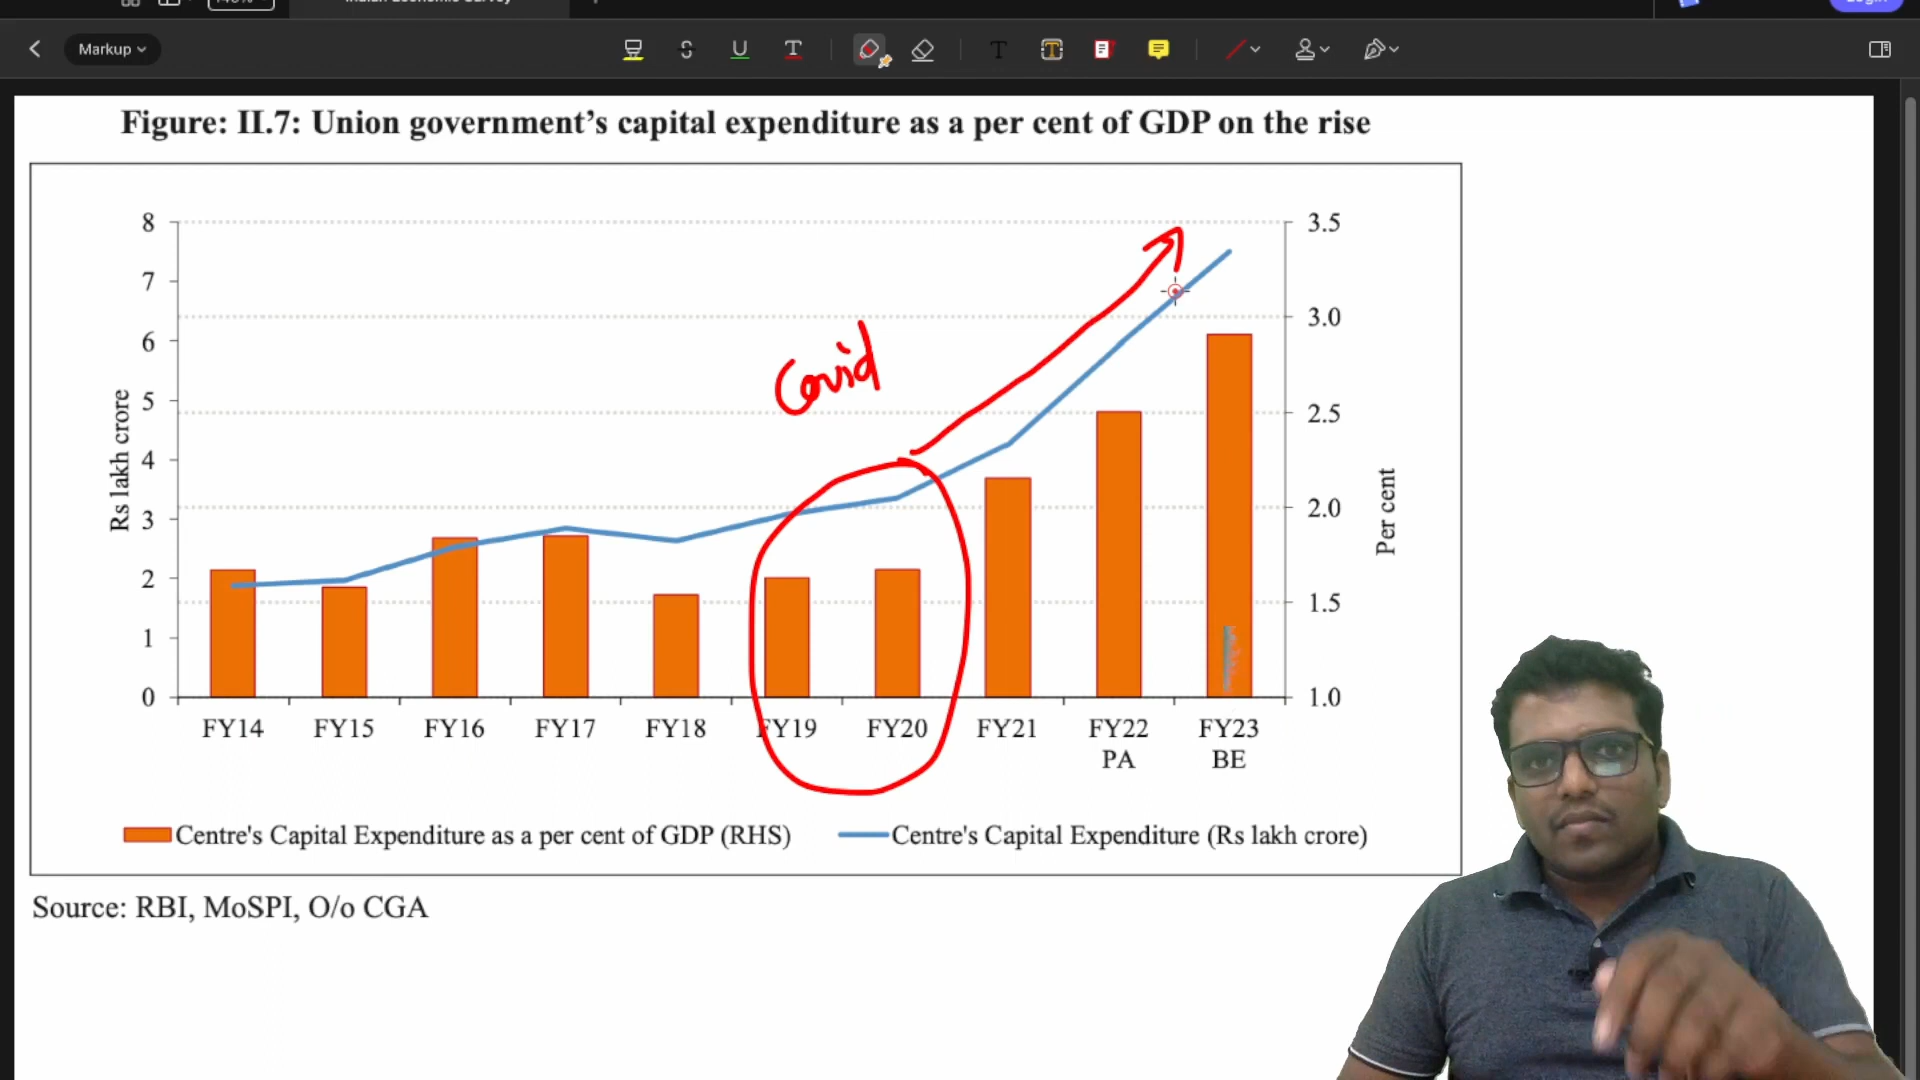 Markup
Figure: II.7: Union government's capital expenditure as a per cent of GDP on the rise
8 3.5
7
3.0
6
Covid
5 2.5
Rs lakh crore
4
Per cent
3 2.0
2
1.5
1
0 1.0
FY14 FY15 FY16 FY17 FY18 FY19 FY20 FY21 FY22 FY23
PA BE
Centre's Capital Expenditure as a per cent of GDP (RHS) Centre's Capital Expenditure (Rs lakh crore)
Source: RBI, MoSPI, O/o CGA